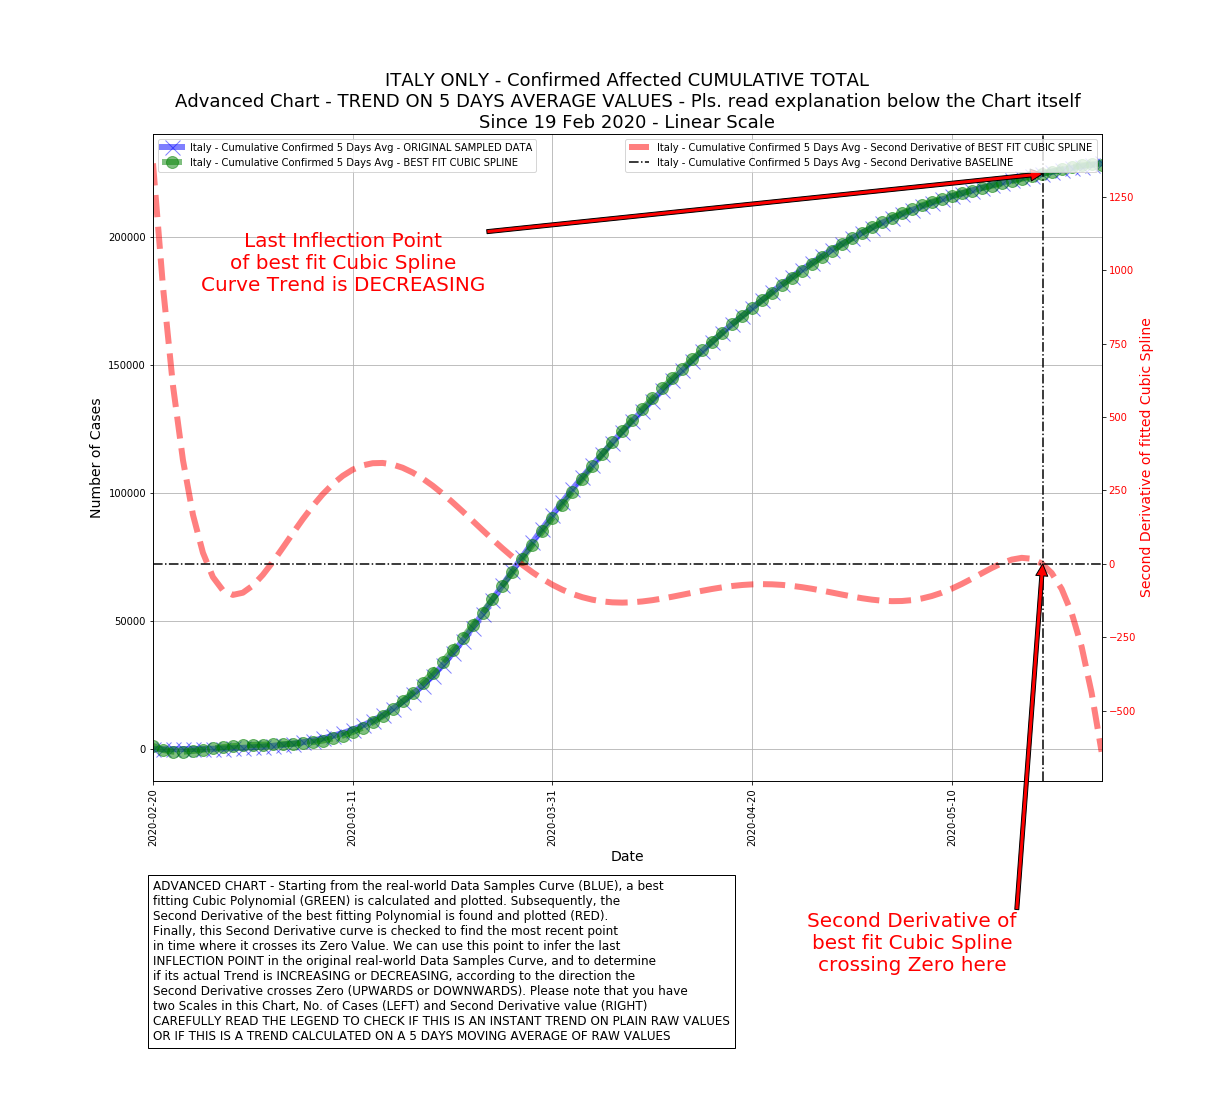 ITALY ONLY - Confirmed Affected CUMULATIVE TOTAL
Advanced Chart - TREND ON 5 DAYS AVERAGE VALUES - Pls. read explanation below the Chart itself
Since 19 Feb 2020 - Linear Scale
Italy - Cumulative Confirmed 5 Days Avg - ORIGINAL SAMPLED DATA
Italy - Cumulative Confirmed 5 Days Avg - BEST FIT CUBIC SPLINE
Italy - Cumulative Confirmed 5 Days Avg - Second Derivative of BEST FIT CUBIC SPLINE
Italy - Cumulative Confirmed 5 Days Avg - Second Derivative BASELINE
Last Inflection Point
of best fit Cubic Spline
Curve Trend is DECREASING
Number of Cases
200000
150000
100000
50000
0
1250
1000
750
500
250
0
−250
−500
Second Derivative of fitted Cubic Spline
2020-02-20
2020-03-11
2020-03-31
2020-04-20
2020-05-10
Date
Second Derivative of
best fit Cubic Spline
crossing Zero here
ADVANCED CHART - Starting from the real-world Data Samples Curve (BLUE), a best
fitting Cubic Polynomial (GREEN) is calculated and plotted. Subsequently, the
Second Derivative of the best fitting Polynomial is found and plotted (RED).
Finally, this Second Derivative curve is checked to find the most recent point
in time where it crosses its Zero Value. We can use this point to infer the last
INFLECTION POINT in the original real-world Data Samples Curve, and to determine
if its actual Trend is INCREASING or DECREASING, according to the direction the
Second Derivative crosses Zero (UPWARDS or DOWNWARDS). Please note that you have
two Scales in this Chart, No. of Cases (LEFT) and Second Derivative value (RIGHT)
CAREFULLY READ THE LEGEND TO CHECK IF THIS IS AN INSTANT TREND ON PLAIN RAW VALUES
OR IF THIS IS A TREND CALCULATED ON A 5 DAYS MOVING AVERAGE OF RAW VALUES